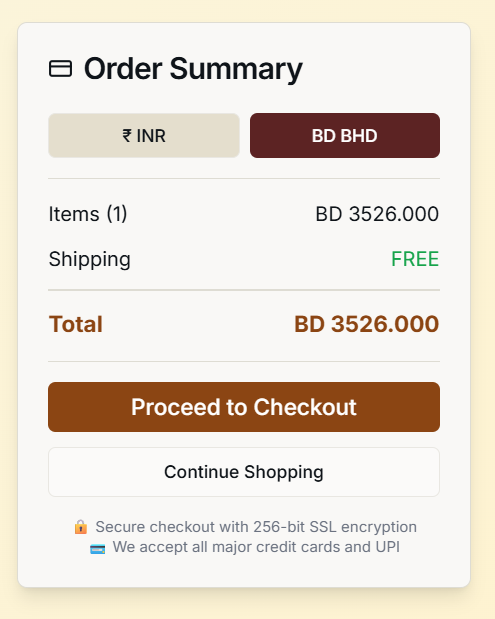 Order Summary
₹ INR
BD BHD
Items (1)
BD 3526.000
Shipping
FREE
Total
BD 3526.000
Proceed to Checkout
Continue Shopping
🔒 Secure checkout with 256-bit SSL encryption
💳 We accept all major credit cards and UPI